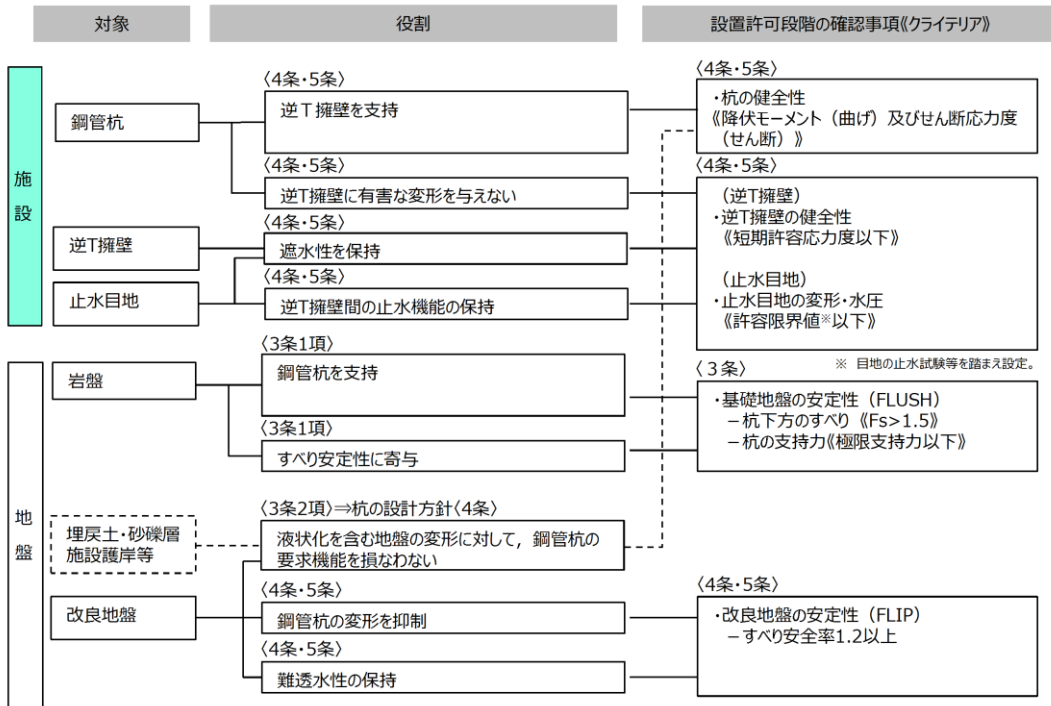 対象
役割
設置許可段階の確認事項《クライテリア》
施設
鋼管杭
〈4条・5条〉
逆T擁壁を支持
〈4条・5条〉
・杭の健全性
《降伏モーメント（曲げ）及びせん断応力度
（せん断）》
〈4条・5条〉
逆T擁壁に有害な変形を与えない
逆T擁壁
〈4条・5条〉
遮水性を保持
止水目地
〈4条・5条〉
逆T擁壁間の止水機能の保持
〈4条・5条〉
（逆T擁壁）
・逆T擁壁の健全性
《短期許容応力度以下》
（止水目地）
・止水目地の変形・水圧
《許容限界値※以下》
※ 目地の止水試験等を踏まえ設定。
地盤
岩盤
〈3条1項〉
鋼管杭を支持
〈3条1項〉
すべり安定性に寄与
〈３条〉
・基礎地盤の安定性（FLUSH）
－杭下方のすべり《Fs>1.5》
－杭の支持力《極限支持力以下》
埋戻土・砂礫層
施設護岸等
〈3条2項〉⇒杭の設計方針〈4条〉
液状化を含む地盤の変形に対して，鋼管杭の
要求機能を損なわない
改良地盤
〈4条・5条〉
鋼管杭の変形を抑制
〈4条・5条〉
難透水性の保持
〈4条・5条〉
・改良地盤の安定性（FLIP）
－すべり安全率1.2以上